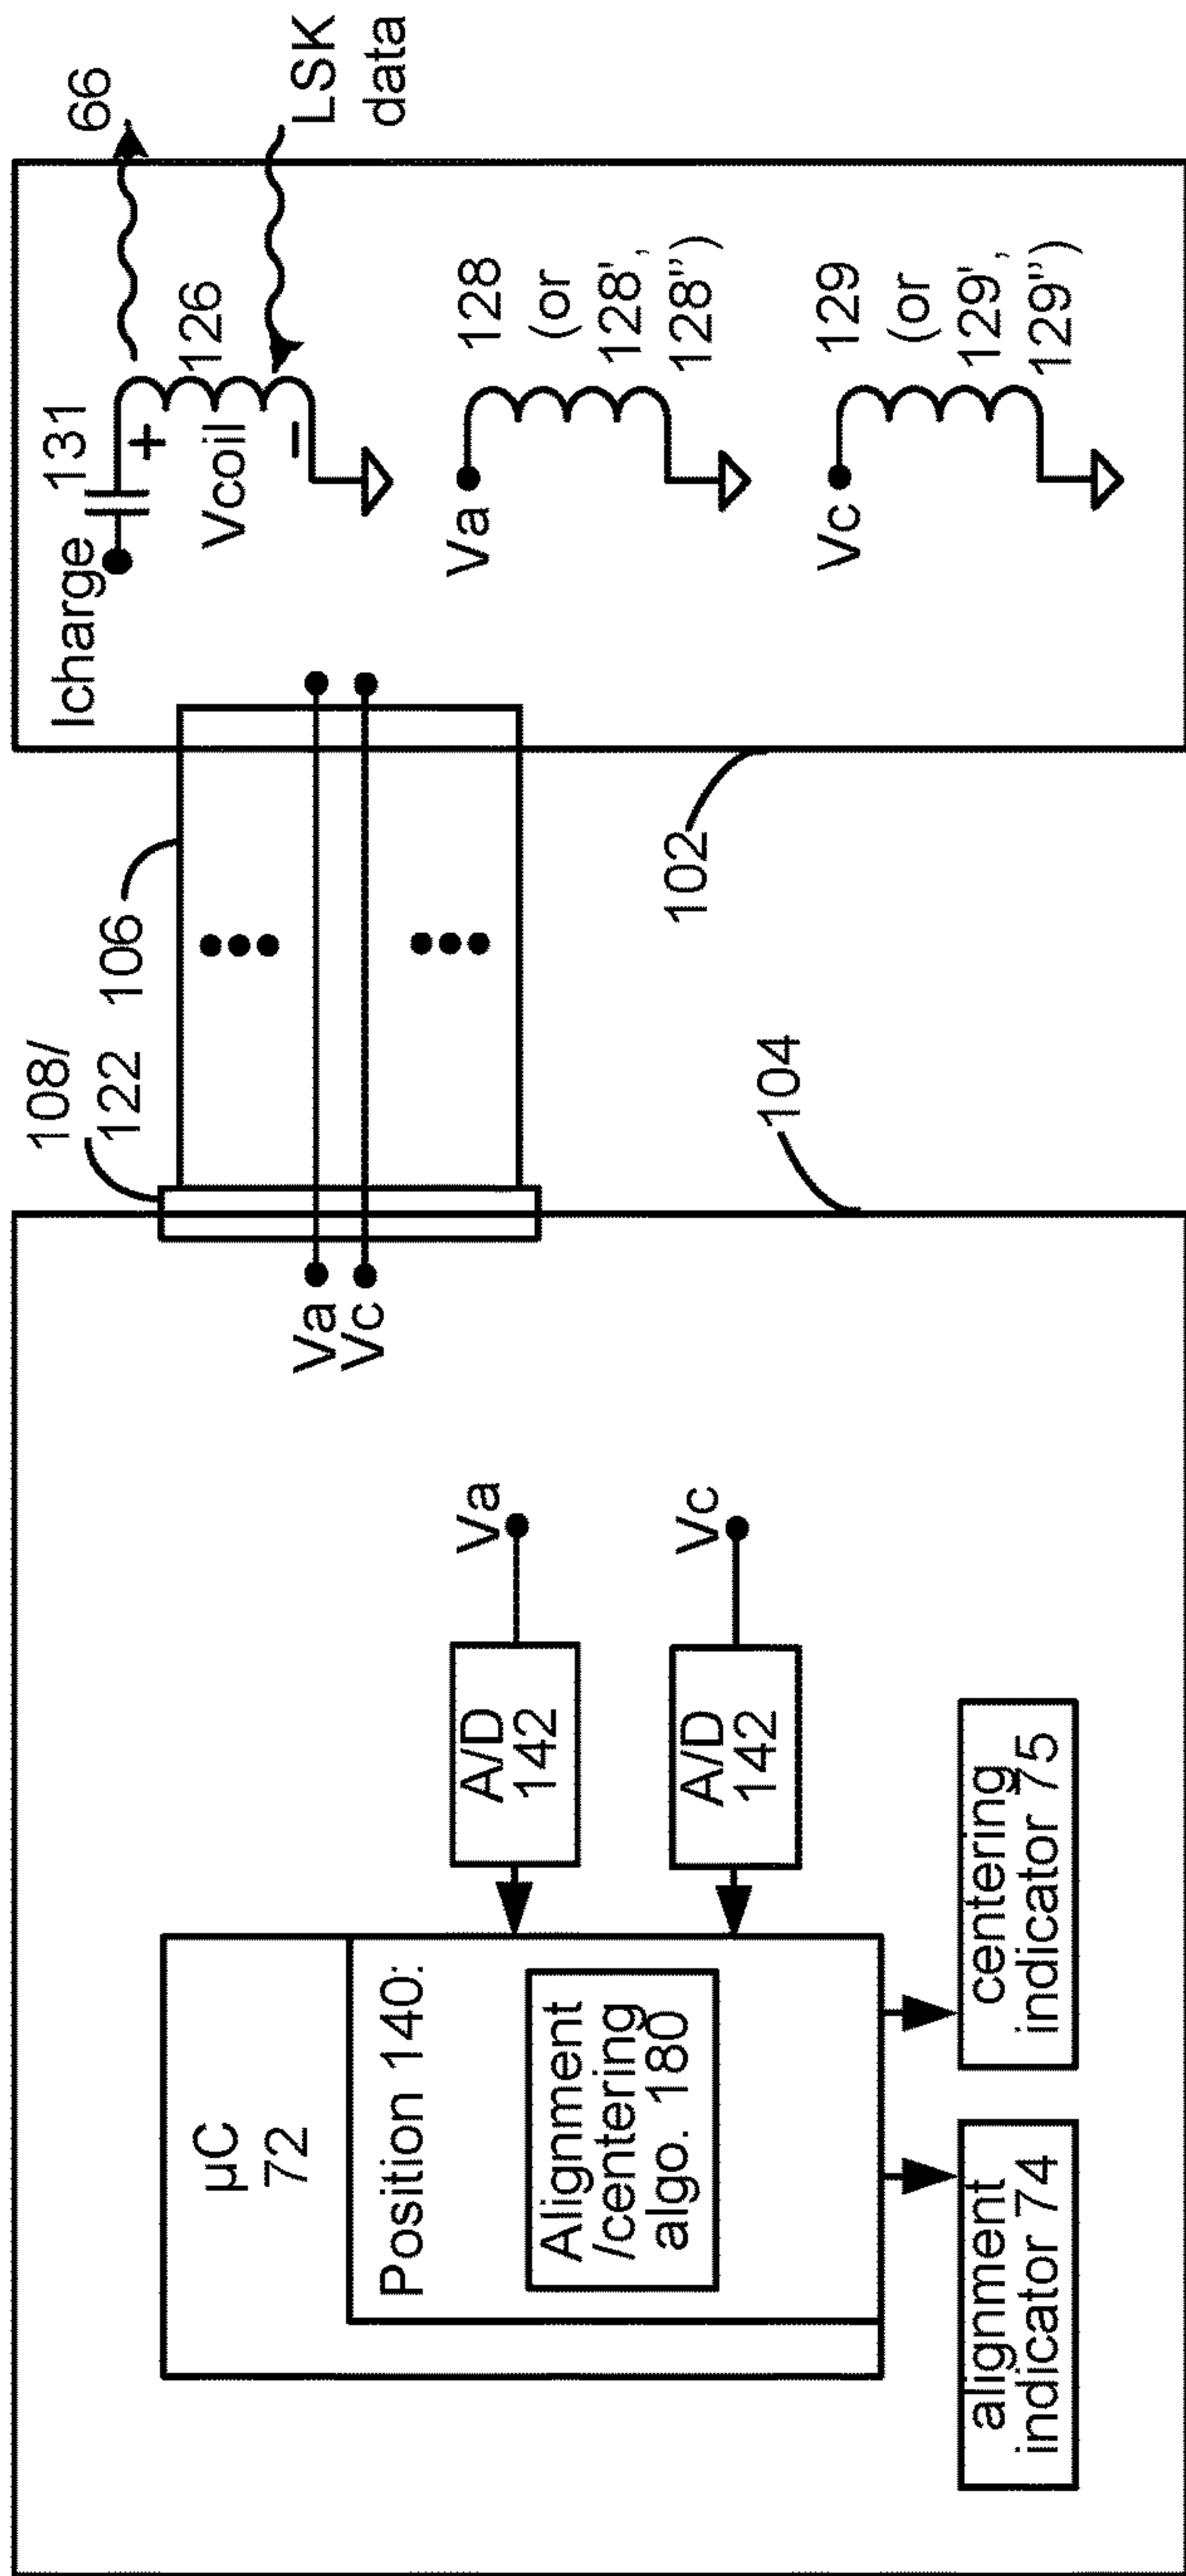 µC
72
Position 140:
Alignment
/centering
algo. 180
A/D
142
A/D
142
Va
Vc
alignment
indicator 74
centering
indicator 75
104
Va
Vc
108/
122
106
102
Icharge
131
+
Vcoil
−
126
66
LSK
data
Va
128
(or
128',
128")
Vc
129
(or
129',
129")